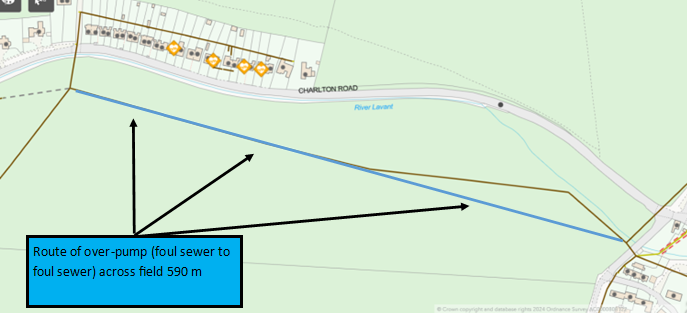 CHARLTON ROAD
River Lavant
Route of over-pump (foul sewer to
foul sewer) across field 590 m
© Crown copyright and database rights 2024 Ordnance Survey